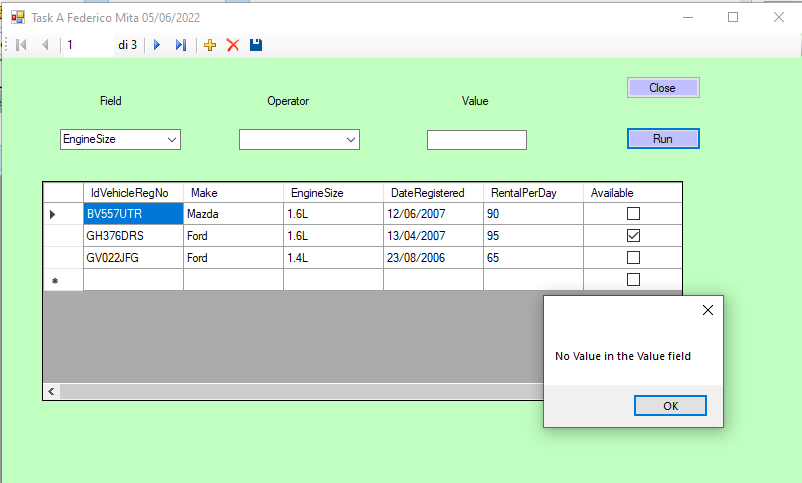 Task A Federico Mita 05/06/2022
1 di 3
Close
Field Operator Value
EngineSize Run
IdVehicleRegNo Make EngineSize DateRegistered RentalPerDay Available
BV557UTR Mazda 1.6L 12/06/2007 90
GH376DRS Ford 1.6L 13/04/2007 95
GV022JFG Ford 1.4L 23/08/2006 65
No Value in the Value field
OK